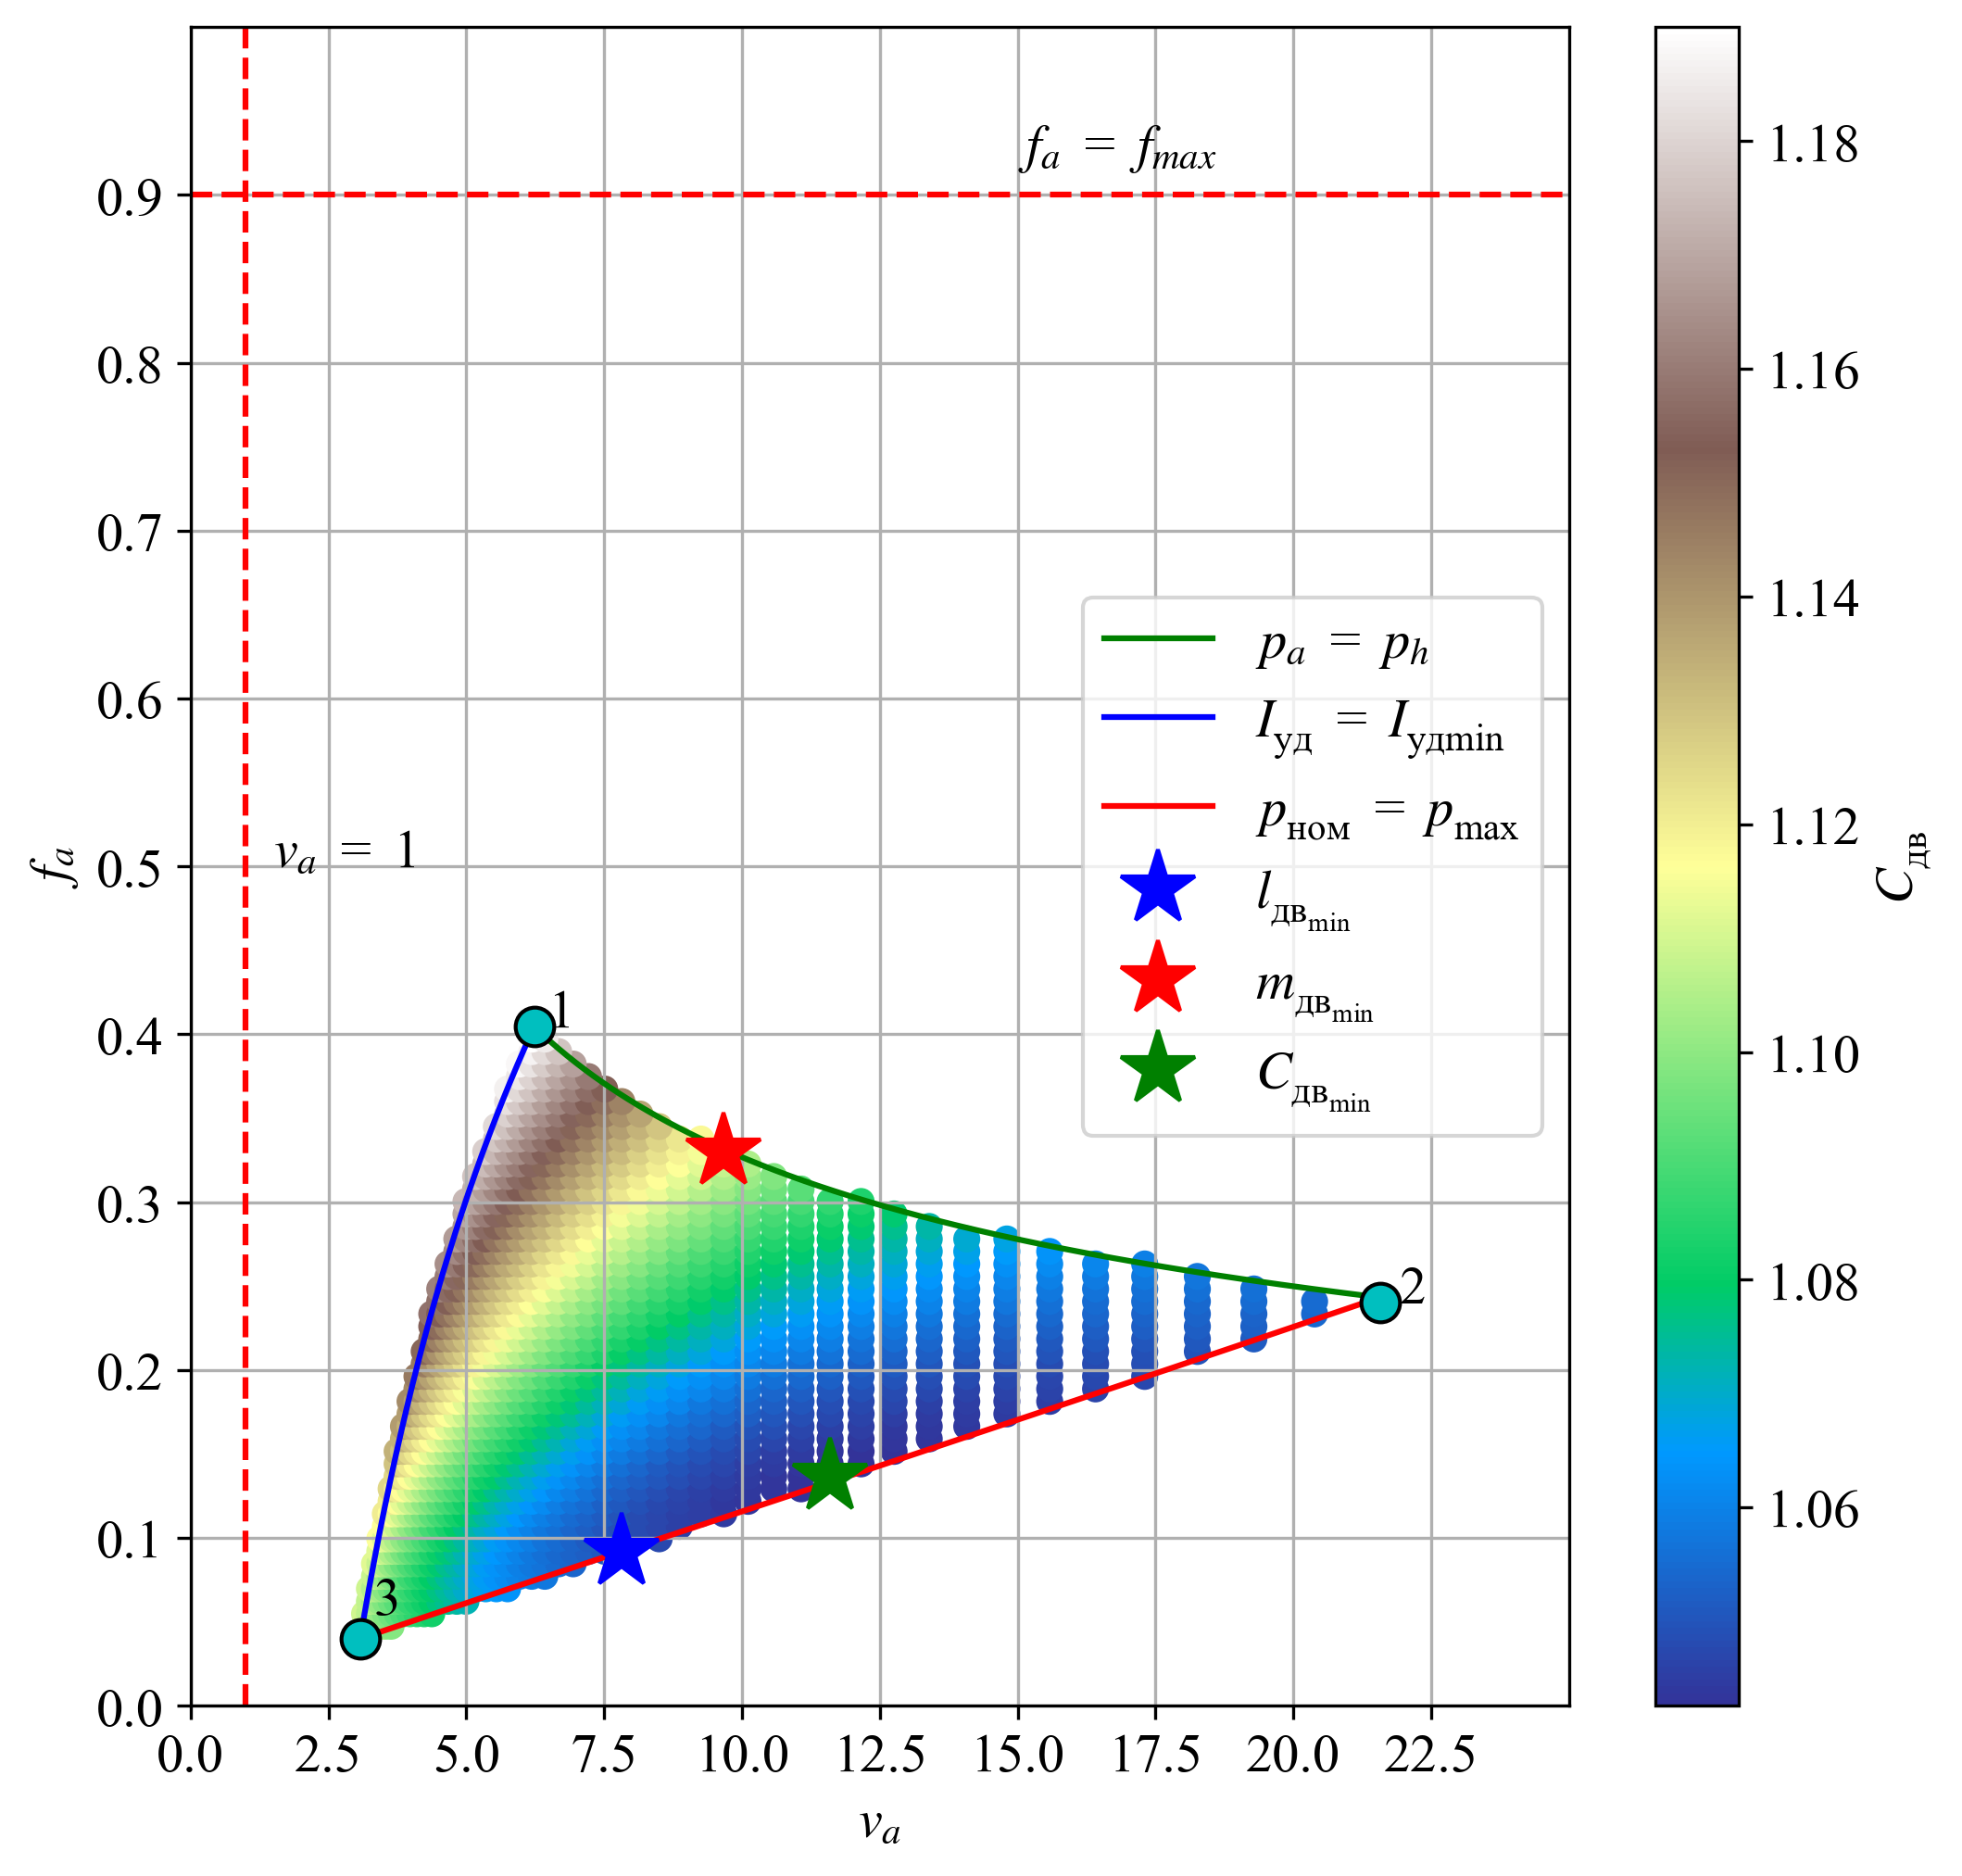 f_a = f_max
v_a = 1
p_a = p_h
I_уд = I_удmin
p_ном = p_max
l_дв_min
m_дв_min
C_дв_min
1
2
3
f_a
0.9
0.8
0.7
0.6
0.5
0.4
0.3
0.2
0.1
0.0
0.0 2.5 5.0 7.5 10.0 12.5 15.0 17.5 20.0 22.5
v_a
1.18
1.16
1.14
1.12
1.10
1.08
1.06
C_дв